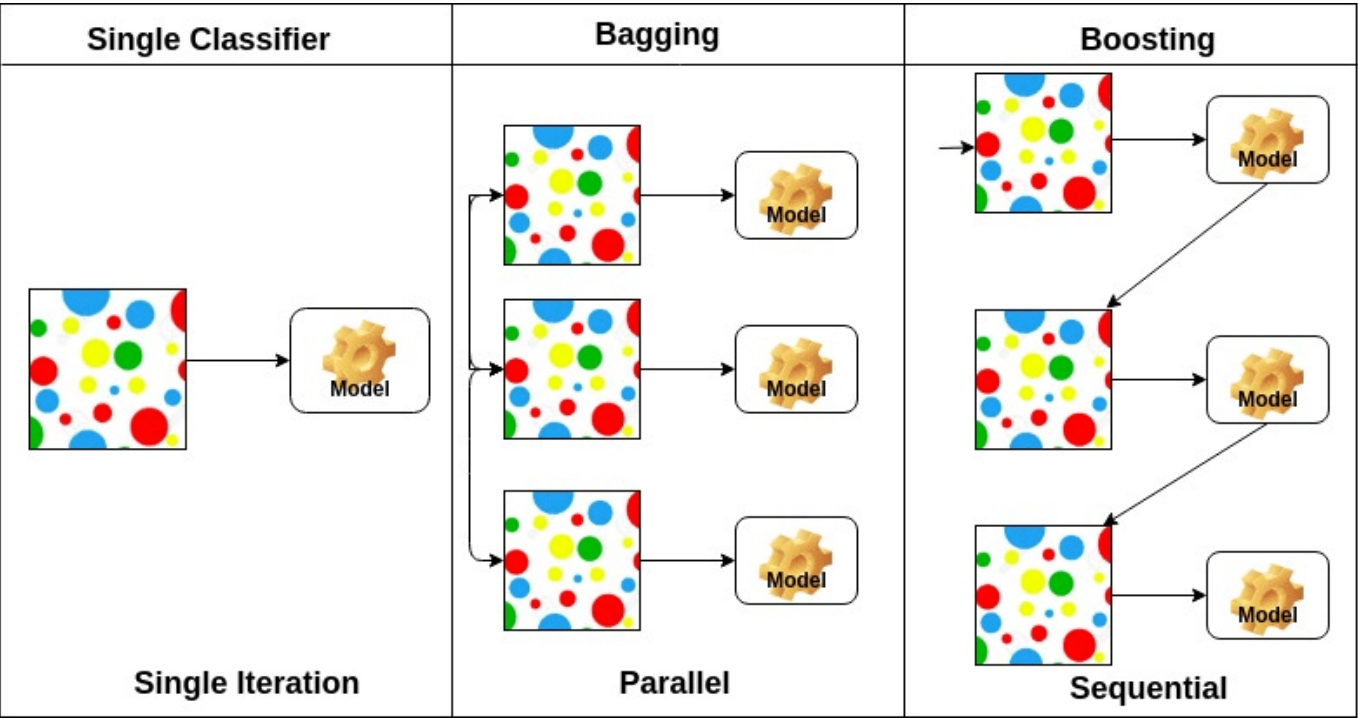 Single Classifier
Bagging
Boosting
Model
Model
Model
Model
Model
Model
Model
Single Iteration
Parallel
Sequential